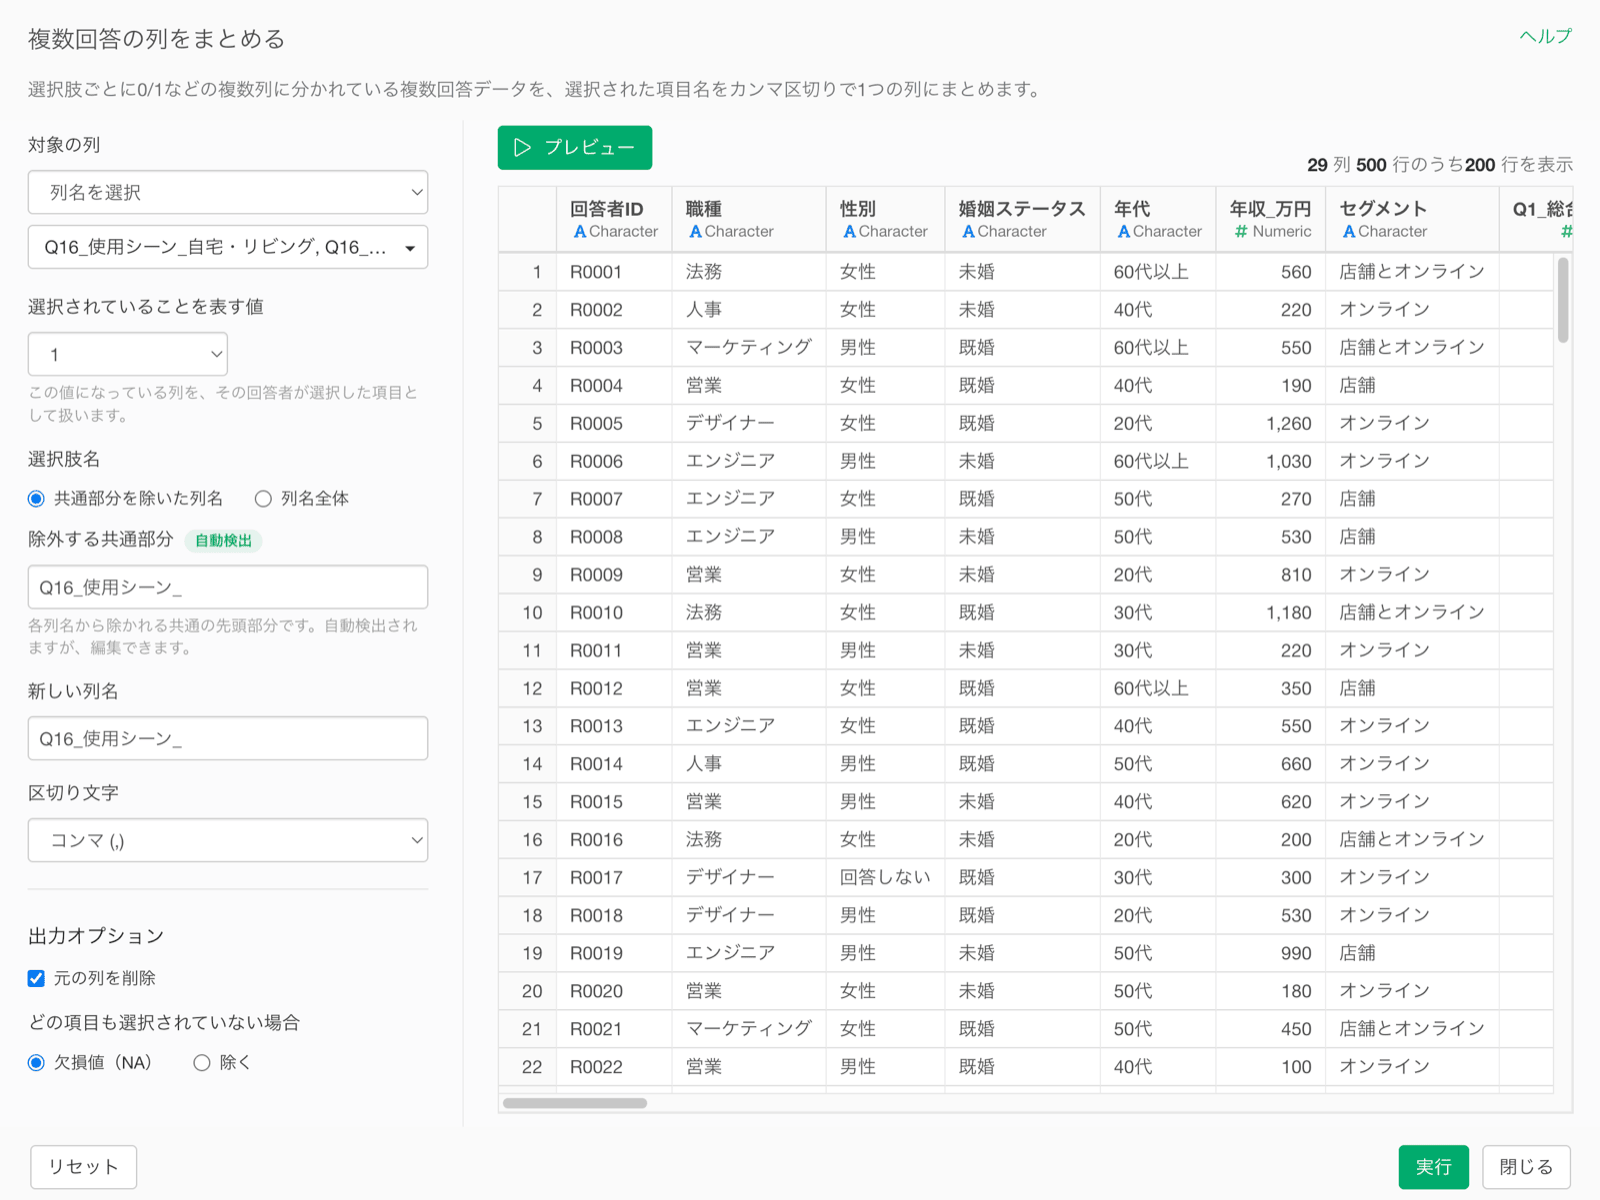 複数回答の列をまとめる
ヘルプ
選択肢ごとに0/1などの複数列に分かれている複数回答データを、選択された項目名をカンマ区切りで1つの列にまとめます。
対象の列
列名を選択
Q16_使用シーン_自宅・リビング, Q16_...
選択されていることを表す値
1
この値になっている列を、その回答者が選択した項目と
して扱います。
選択肢名
共通部分を除いた列名 列名全体
除外する共通部分 自動検出
Q16_使用シーン_
各列名から除かれる共通の先頭部分です。自動検出され
ますが、編集できます。
新しい列名
Q16_使用シーン_
区切り文字
コンマ (,)
出力オプション
元の列を削除
どの項目も選択されていない場合
欠損値（NA） 除く
リセット
プレビュー
29 列 500 行のうち200 行を表示
回答者ID 職種 性別 婚姻ステータス 年代 年収_万円 セグメント Q1_総合
A Character A Character A Character A Character A Character # Numeric A Character #
1 R0001 法務 女性 未婚 60代以上 560 店舗とオンライン
2 R0002 人事 女性 未婚 40代 220 オンライン
3 R0003 マーケティング 男性 既婚 60代以上 550 店舗とオンライン
4 R0004 営業 女性 既婚 40代 190 店舗
5 R0005 デザイナー 女性 既婚 20代 1,260 オンライン
6 R0006 エンジニア 男性 未婚 60代以上 1,030 オンライン
7 R0007 エンジニア 女性 既婚 50代 270 店舗
8 R0008 エンジニア 男性 未婚 50代 530 店舗
9 R0009 営業 女性 未婚 20代 810 オンライン
10 R0010 法務 女性 既婚 30代 1,180 店舗とオンライン
11 R0011 営業 男性 未婚 30代 220 オンライン
12 R0012 営業 女性 既婚 60代以上 350 店舗
13 R0013 エンジニア 女性 既婚 40代 550 オンライン
14 R0014 人事 男性 既婚 50代 660 オンライン
15 R0015 営業 男性 未婚 40代 620 オンライン
16 R0016 法務 女性 未婚 20代 200 店舗とオンライン
17 R0017 デザイナー 回答しない 既婚 30代 300 オンライン
18 R0018 デザイナー 男性 既婚 20代 530 オンライン
19 R0019 エンジニア 男性 未婚 50代 990 店舗
20 R0020 営業 女性 未婚 50代 180 オンライン
21 R0021 マーケティング 女性 既婚 50代 450 店舗とオンライン
22 R0022 営業 男性 既婚 40代 100 オンライン
実行 閉じる